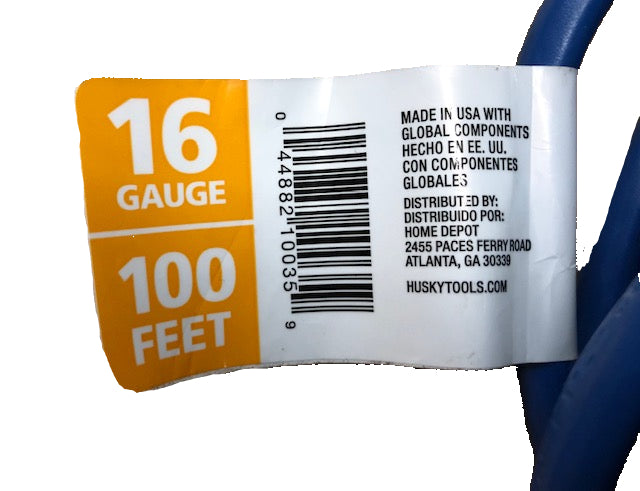 16
GAUGE
100
FEET
0 44882 10035 9
MADE IN USA WITH
GLOBAL COMPONENTS
HECHO EN EE. UU.
CON COMPONENTES
GLOBALES
DISTRIBUTED BY:
DISTRIBUIDO POR:
HOME DEPOT
2455 PACES FERRY ROAD
ATLANTA, GA 30339
HUSKYTOOLS.COM